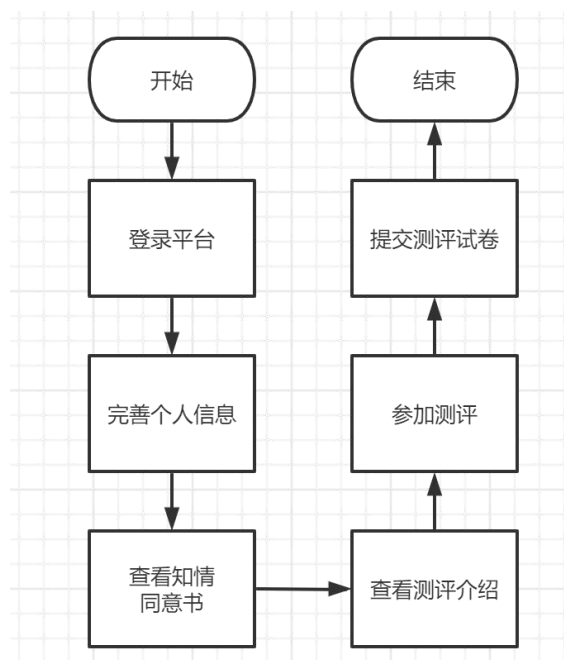 开始
登录平台
完善个人信息
查看知情
同意书
查看测评介绍
参加测评
提交测评试卷
结束